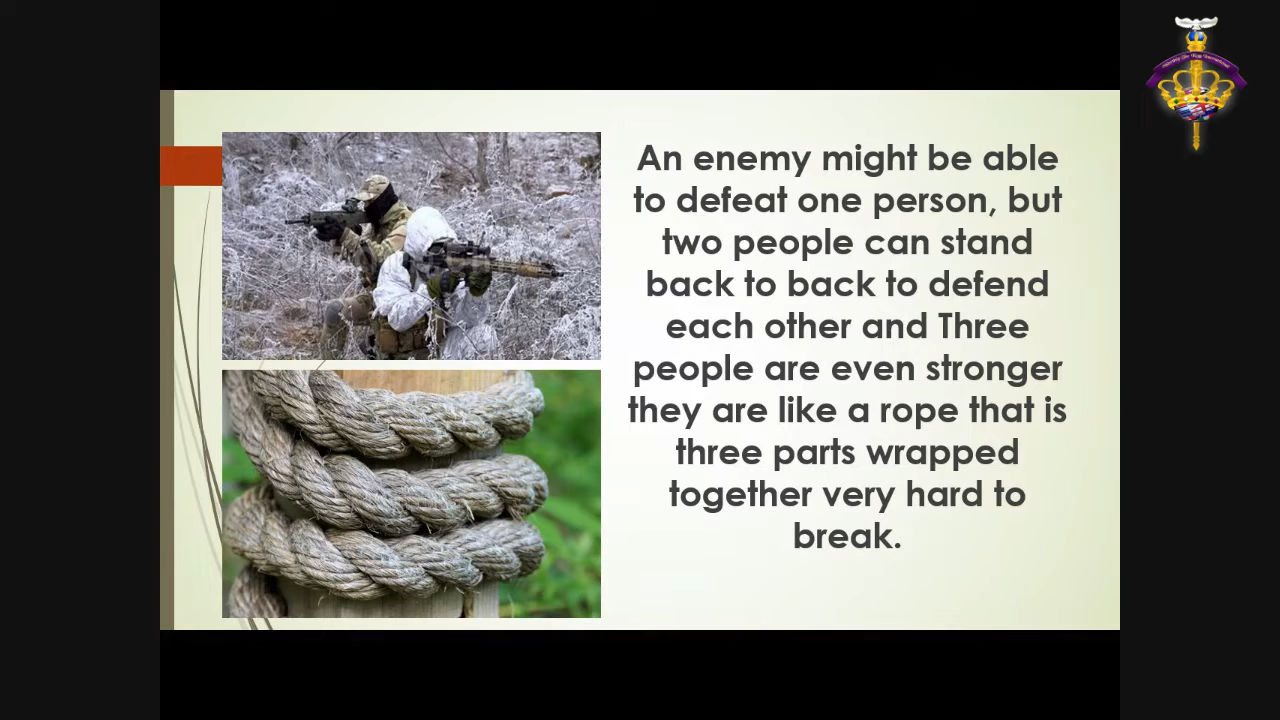 An enemy might be able
to defeat one person, but
two people can stand
back to back to defend
each other and Three
people are even stronger
they are like a rope that is
three parts wrapped
together very hard to
break.